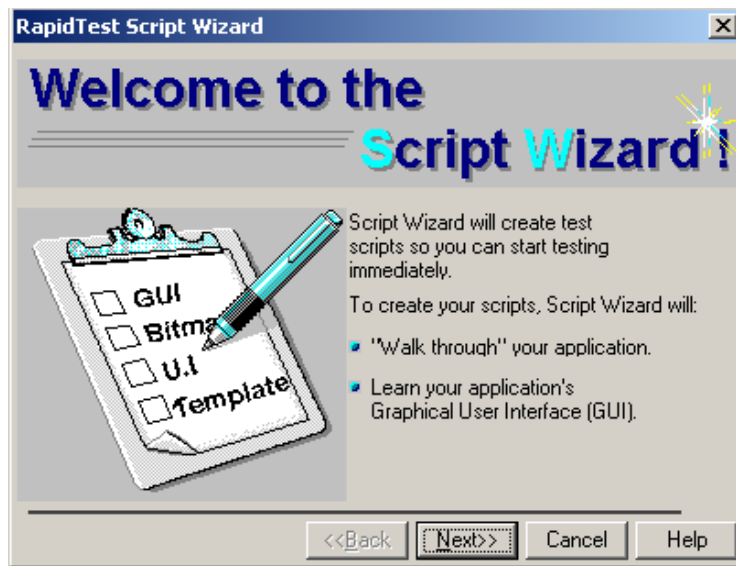 RapidTest Script Wizard
Welcome to the
Script Wizard!
Script Wizard will create test
scripts so you can start testing
immediately.
To create your scripts, Script Wizard will:
"Walk through" your application.
Learn your application's
Graphical User Interface (GUI).
GUI
Bitma
U.I
Template
<<Back
Next>>
Cancel
Help